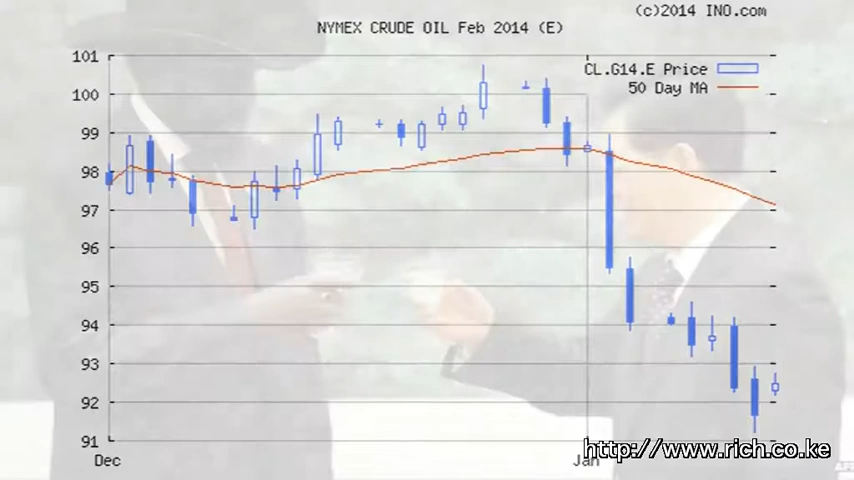 (c)2014 INO.com
NYMEX CRUDE OIL Feb 2014 (E)
CL.G14.E Price
50 Day MA
101
100
99
98
97
96
95
94
93
92
91
Dec
Jan
http://www.rich.co.ke